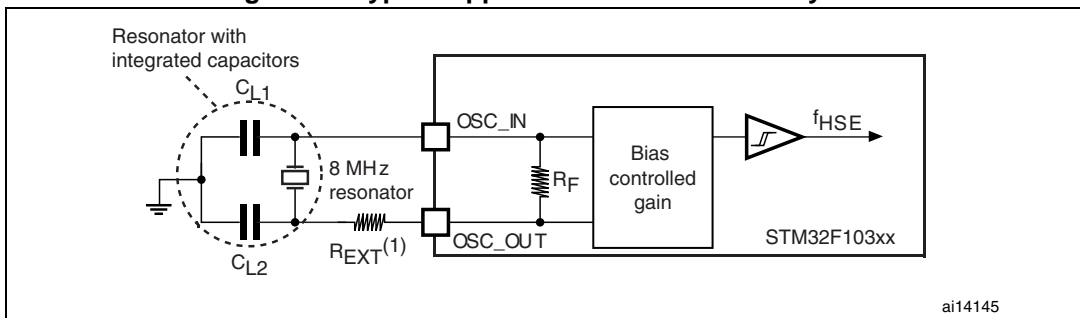 Resonator with
integrated capacitors
CL1
OSC_IN
fHSE
8 MHz
resonator
RF
Bias
controlled
gain
OSC_OUT
STM32F103xx
REXT(1)
CL2
ai14145